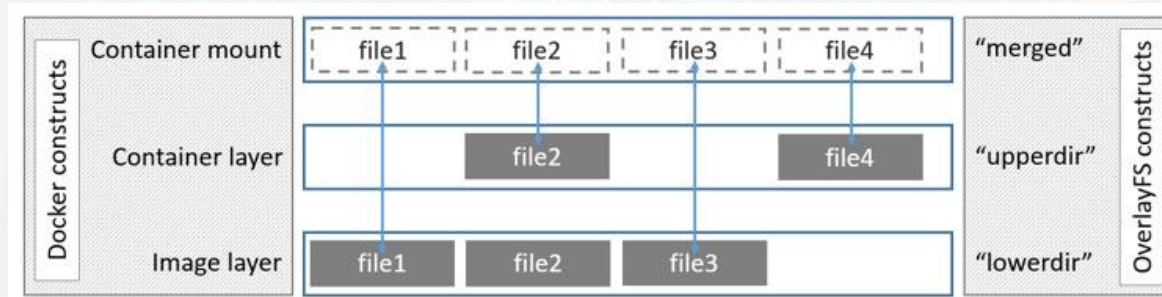 Docker constructs
Container mount
file1
file2
file3
file4
“merged”
Container layer
file2
file4
“upperdir”
Image layer
file1
file2
file3
“lowerdir”
OverlayFS constructs